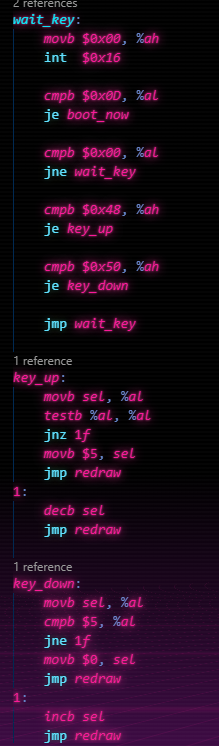 2 references
wait_key:
movb $0x00, %ah
int $0x16
cmpb $0x0D, %al
je boot_now
cmpb $0x00, %al
jne wait_key
cmpb $0x48, %ah
je key_up
cmpb $0x50, %ah
je key_down
jmp wait_key
1 reference
key_up:
movb sel, %al
testb %al, %al
jnz 1f
movb $5, sel
jmp redraw
1:
decb sel
jmp redraw
1 reference
key_down:
movb sel, %al
cmpb $5, %al
jne 1f
movb $0, sel
jmp redraw
1:
incb sel
jmp redraw